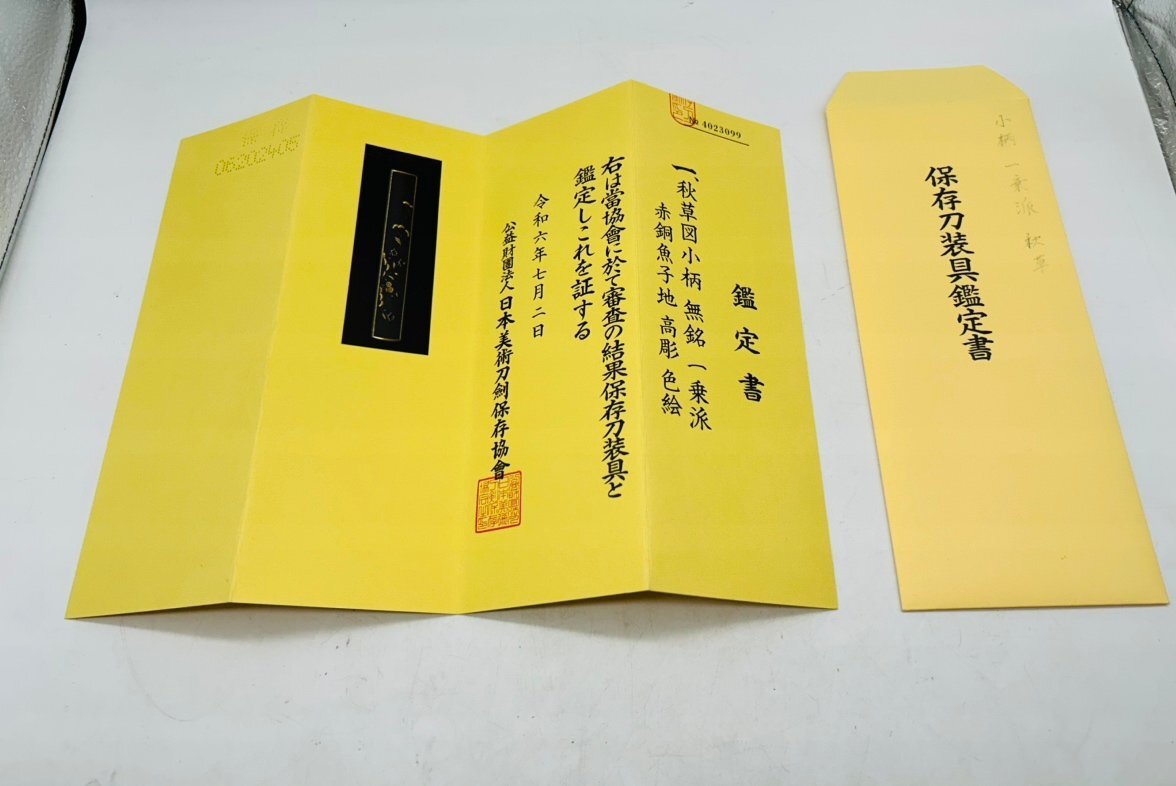 № 4023099
鑑定書
一、秋草図小柄 無銘 一乗派
赤銅魚子地 高彫 色絵
右は當協會に於て審査の結果保存刀装具と
鑑定しこれを証する
令和六年七月二日
公益財團法人 日本美術刀劍保存協會
06202405
小柄 一乗派 秋草
保存刀装具鑑定書